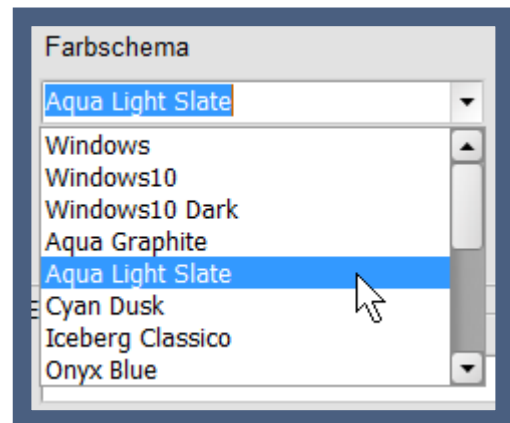 Farbschema
Aqua Light Slate
Windows
Windows10
Windows10 Dark
Aqua Graphite
Aqua Light Slate
Cyan Dusk
Iceberg Classico
Onyx Blue